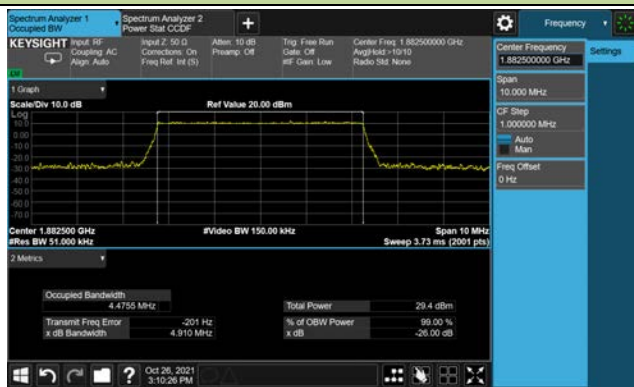 Spectrum Analyzer 1
Occupied BW
Spectrum Analyzer 2
Power Stat CCDF
+
Frequency
KEYSIGHT
Input: RF
Coupling: AC
Align: Auto
Input Z: 50 Ω
Corrections: On
Freq Ref: Int (S)
Atten: 10 dB
Preamp: Off
Trig: Free Run
Gate: Off
#IF Gain: Low
Center Freq: 1.882500000 GHz
Avg|Hold:>10/10
Radio Std: None
Center Frequency
1.882500000 GHz
Settings
Span
10.000 MHz
CF Step
1.000000 MHz
Auto
Man
Freq Offset
0 Hz
1 Graph
Scale/Div 10.0 dB
Ref Value 20.00 dBm
Log
10.0
0.00
-10.0
-20.0
-30.0
-40.0
-50.0
-60.0
-70.0
Center 1.882500 GHz
#Video BW 150.00 kHz
Span 10 MHz
#Res BW 51.000 kHz
Sweep 3.73 ms (2001 pts)
2 Metrics
Occupied Bandwidth
4.4755 MHz
Total Power
29.4 dBm
Transmit Freq Error
-201 Hz
% of OBW Power
99.00 %
x dB Bandwidth
4.910 MHz
x dB
-26.00 dB
?
Oct 26, 2021
3:10:26 PM